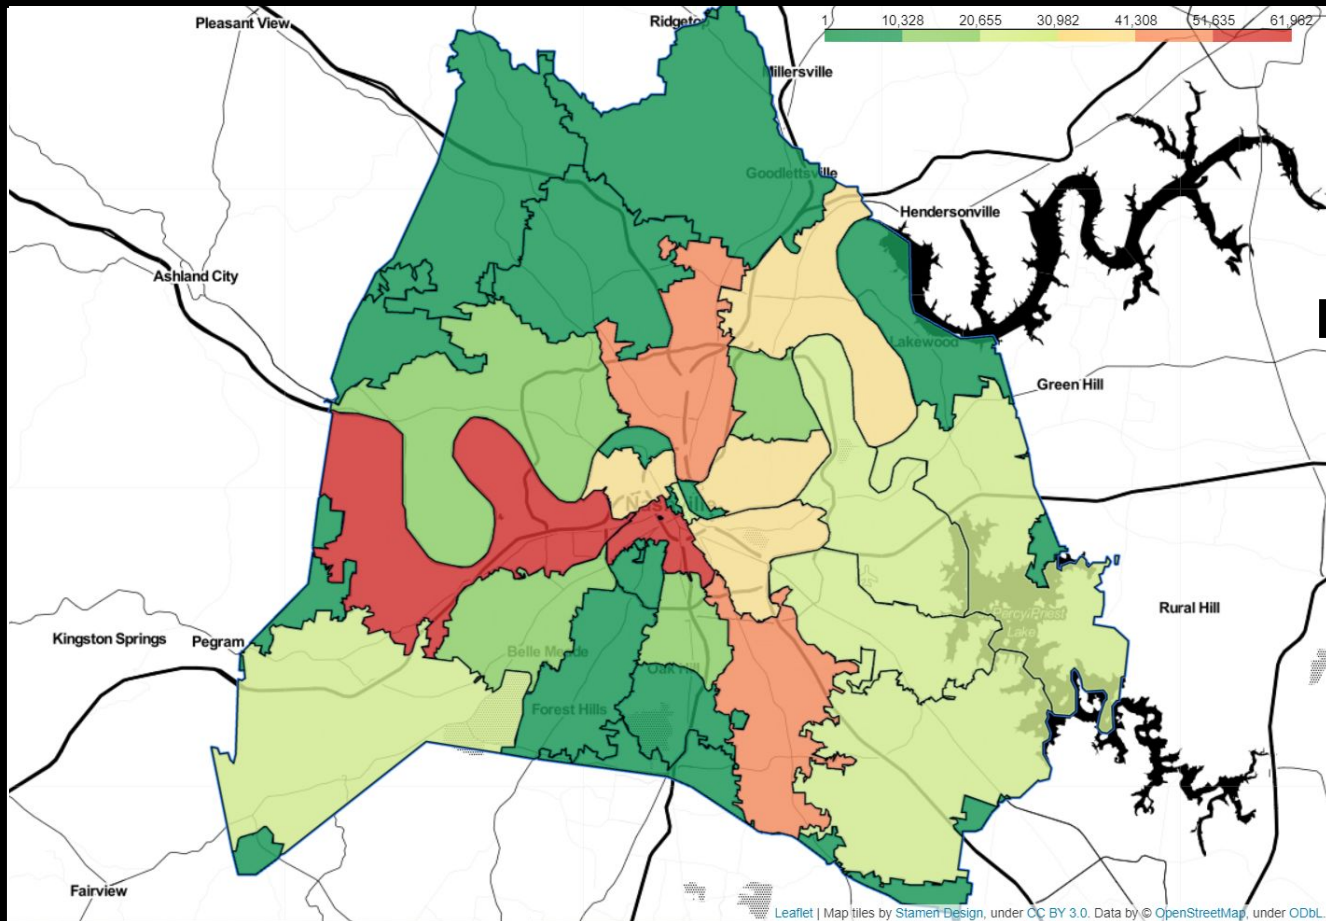 Pleasant View
Ridgetop
1 10,328 20,655 30,982 41,308 51,635 61,962
Millersville
Goodlettsville
Hendersonville
Ashland City
Lakewood
Green Hill
Nashville
Percy Priest
Lake
Rural Hill
Kingston Springs
Pegram
Belle Meade
Oak Hill
Forest Hills
Fairview
Leaflet | Map tiles by Stamen Design, under CC BY 3.0. Data by © OpenStreetMap, under ODbL.